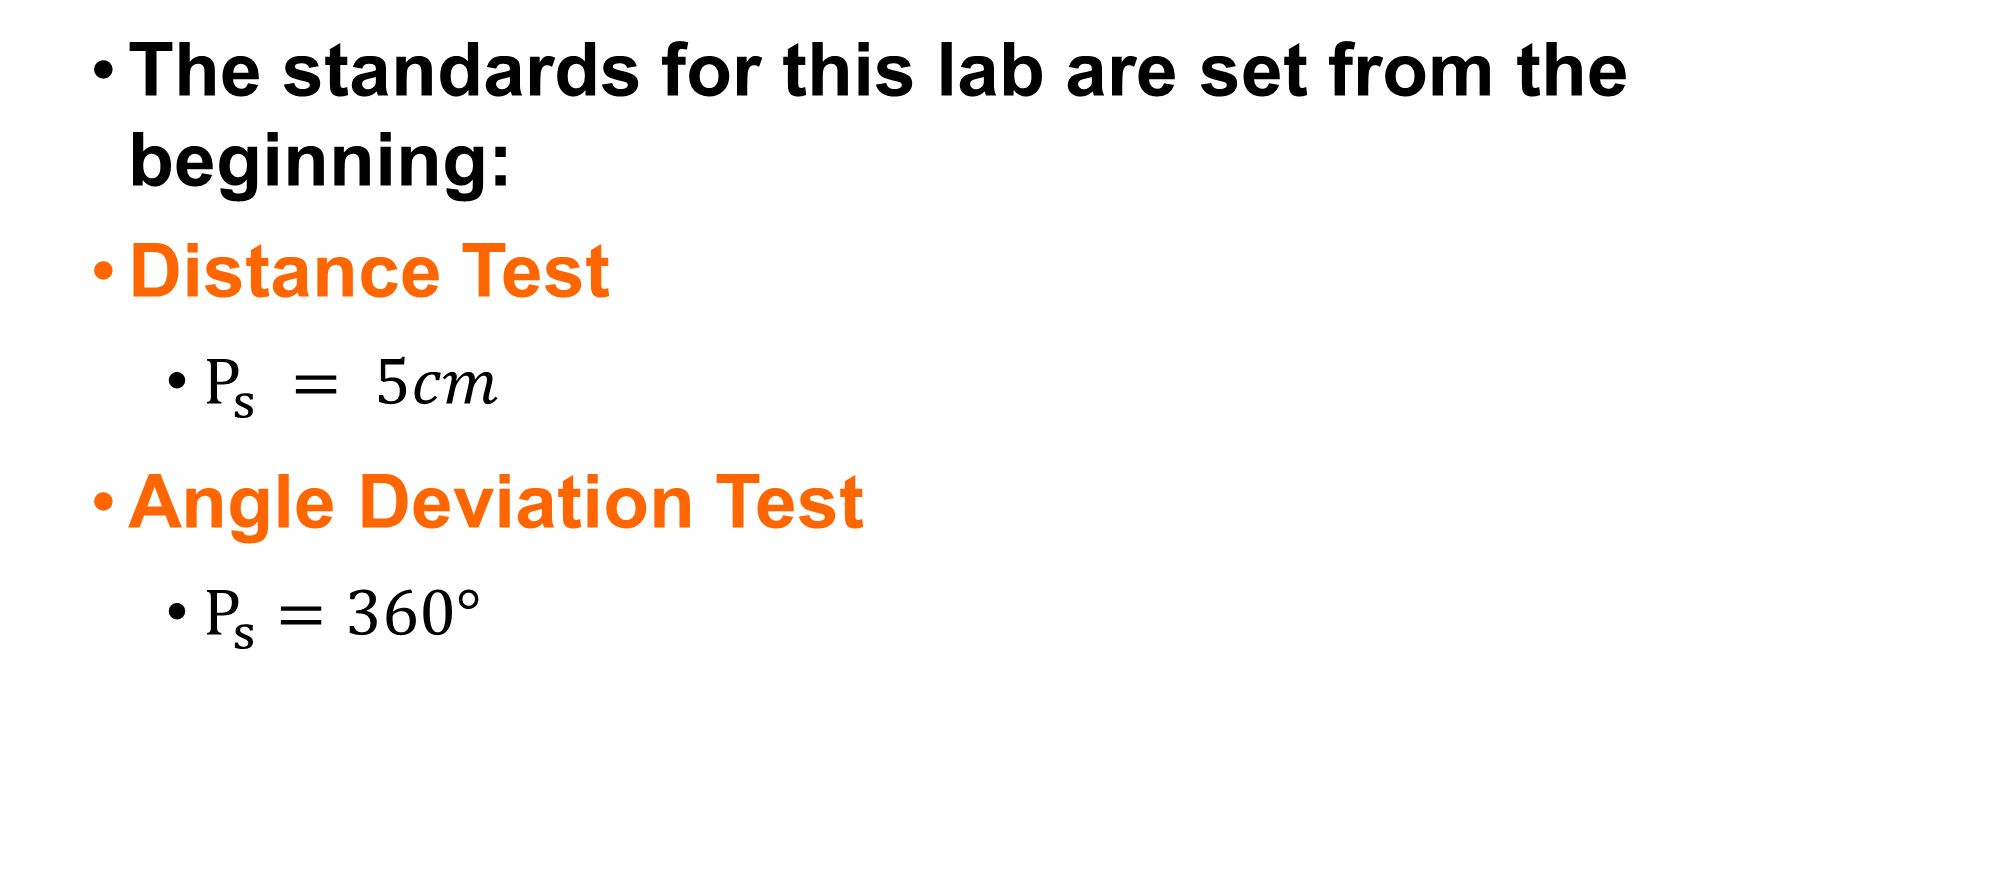 • The standards for this lab are set from the
beginning:
• Distance Test
• Pₛ = 5cm
• Angle Deviation Test
• Pₛ = 360°